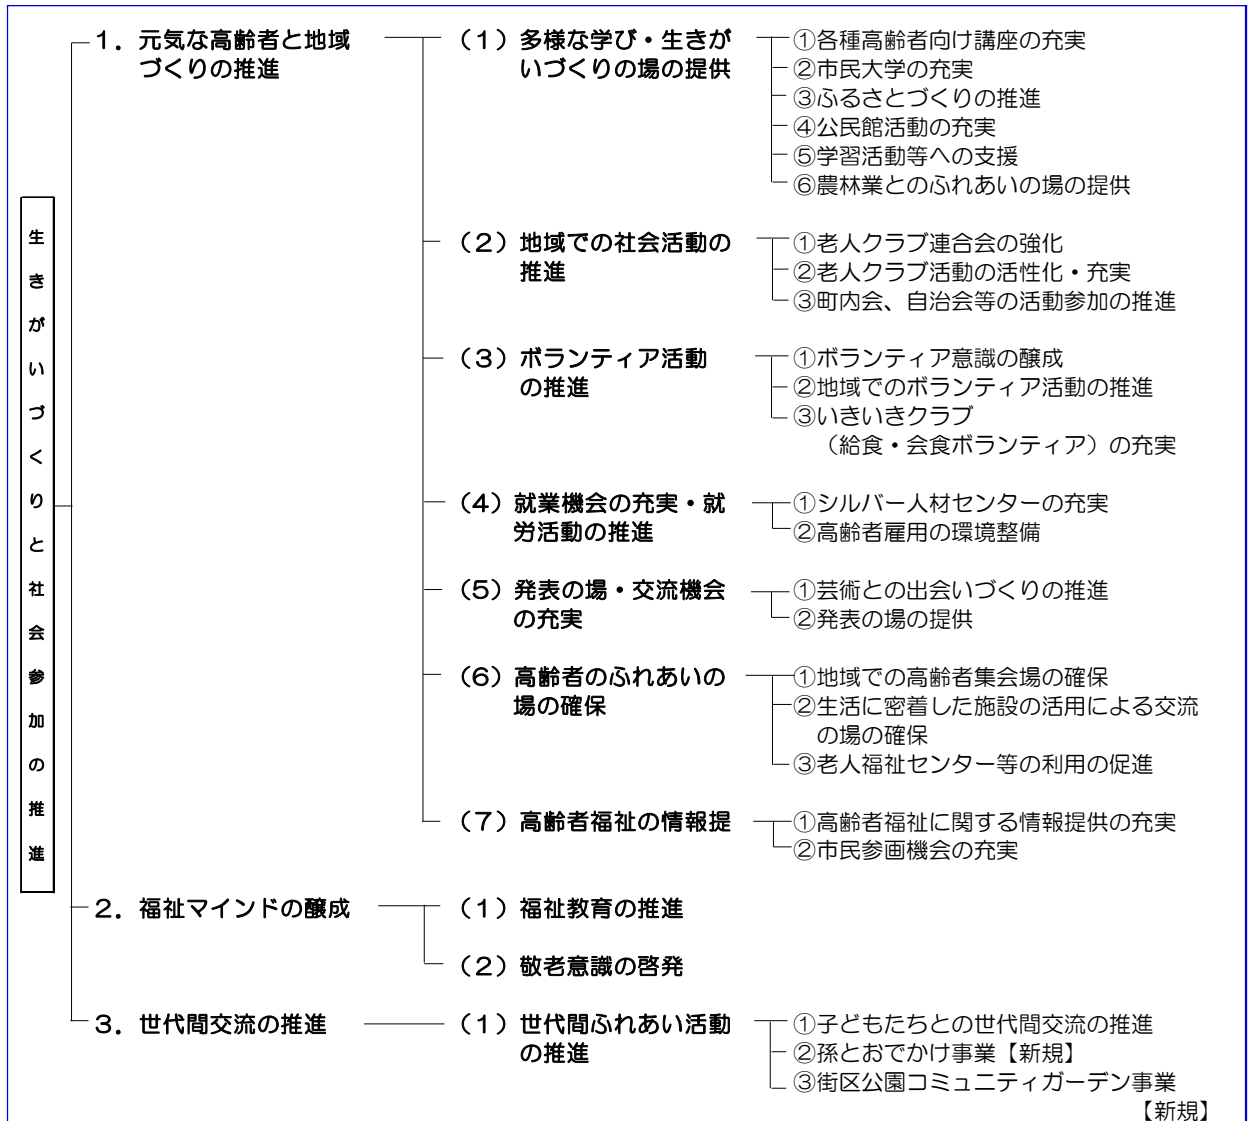 生きがいづくりと社会参加の推進
１．元気な高齢者と地域
づくりの推進
（１）多様な学び・生きが
いづくりの場の提供
①各種高齢者向け講座の充実
②市民大学の充実
③ふるさとづくりの推進
④公民館活動の充実
⑤学習活動等への支援
⑥農林業とのふれあいの場の提供
（２）地域での社会活動の
推進
①老人クラブ連合会の強化
②老人クラブ活動の活性化・充実
③町内会、自治会等の活動参加の推進
（３）ボランティア活動
の推進
①ボランティア意識の醸成
②地域でのボランティア活動の推進
③いきいきクラブ
（給食・会食ボランティア）の充実
（４）就業機会の充実・就
労活動の推進
①シルバー人材センターの充実
②高齢者雇用の環境整備
（５）発表の場・交流機会
の充実
①芸術との出会いづくりの推進
②発表の場の提供
（６）高齢者のふれあいの
場の確保
①地域での高齢者集会場の確保
②生活に密着した施設の活用による交流
の場の確保
③老人福祉センター等の利用の促進
（７）高齢者福祉の情報提
①高齢者福祉に関する情報提供の充実
②市民参画機会の充実
２．福祉マインドの醸成
（１）福祉教育の推進
（２）敬老意識の啓発
３．世代間交流の推進
（１）世代間ふれあい活動
の推進
①子どもたちとの世代間交流の推進
②孫とおでかけ事業【新規】
③街区公園コミュニティガーデン事業
【新規】